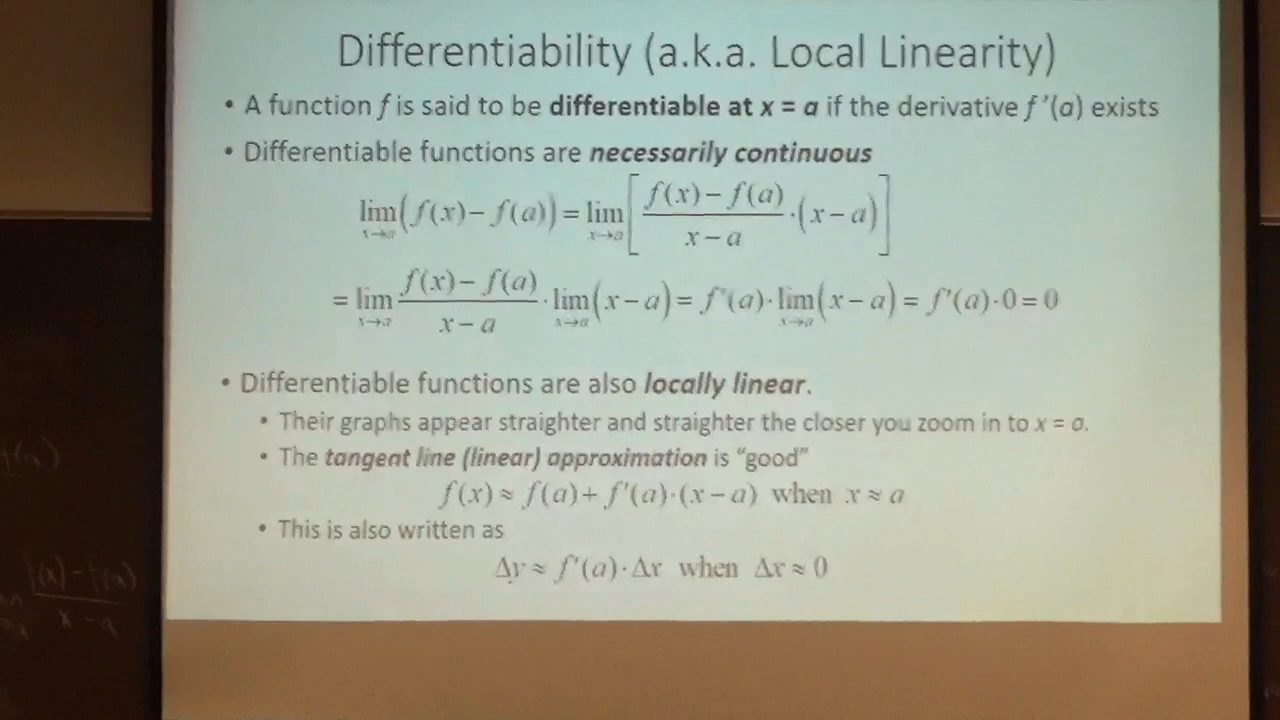 Differentiability (a.k.a. Local Linearity)
• A function f is said to be differentiable at x = a if the derivative f '(a) exists
• Differentiable functions are necessarily continuous
lim x→a (f(x) − f(a)) = lim x→a [ (f(x) − f(a)) / (x − a) · (x − a) ]
= lim x→a (f(x) − f(a)) / (x − a) · lim x→a (x − a) = f'(a) · lim x→a (x − a) = f'(a) · 0 = 0
• Differentiable functions are also locally linear.
• Their graphs appear straighter and straighter the closer you zoom in to x = a.
• The tangent line (linear) approximation is “good”
f(x) ≈ f(a) + f'(a) · (x − a) when x ≈ a
• This is also written as
Δy ≈ f'(a) · Δx when Δx ≈ 0
f(x) − f(a)
x − a